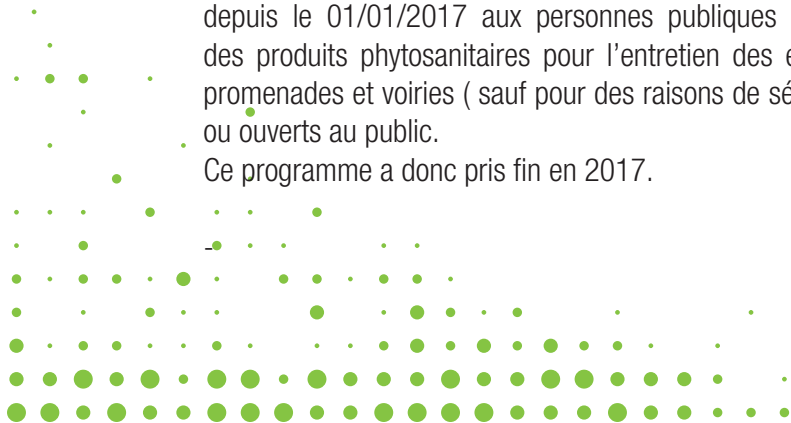 depuis le 01/01/2017 aux personnes publiques
des produits phytosanitaires pour l’entretien des
promenades et voiries ( sauf pour des raisons de
ou ouverts au public.
Ce programme a donc pris fin en 2017.
-